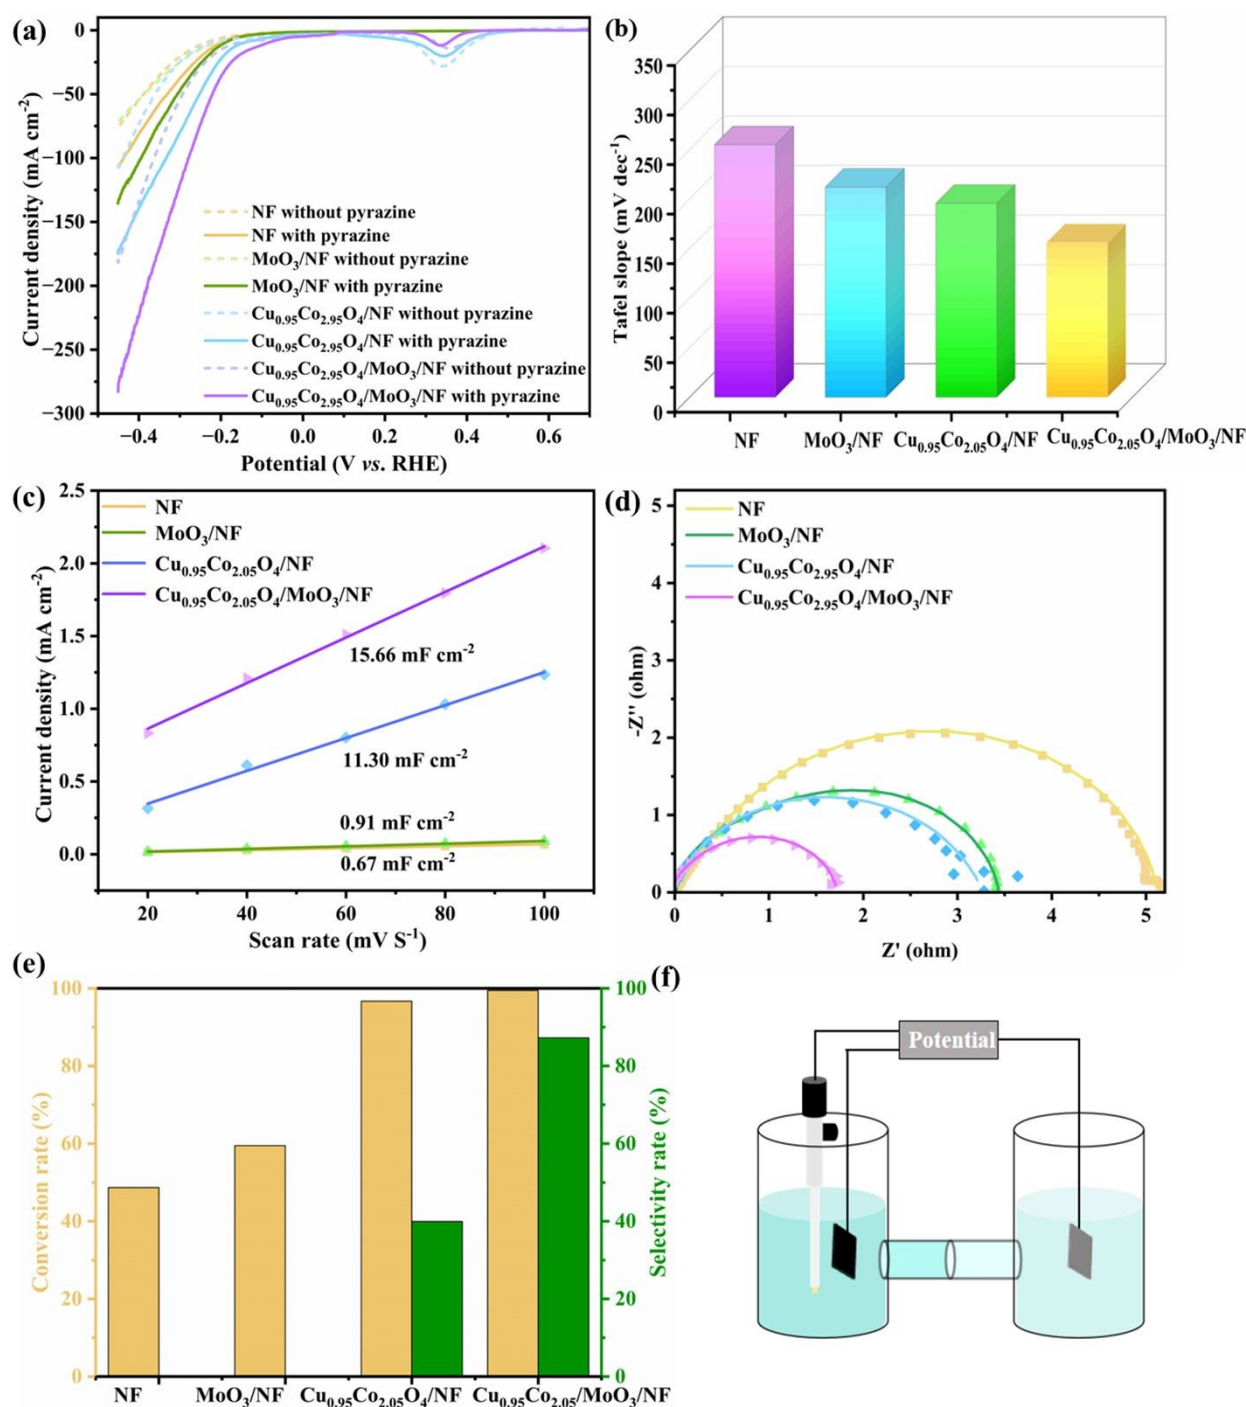 (a)
Current density (mA cm⁻²)
0
−50
−100
−150
−200
−250
−300
NF without pyrazine
NF with pyrazine
MoO₃/NF without pyrazine
MoO₃/NF with pyrazine
Cu₀.₉₅Co₂.₉₅O₄/NF without pyrazine
Cu₀.₉₅Co₂.₉₅O₄/NF with pyrazine
Cu₀.₉₅Co₂.₉₅O₄/MoO₃/NF without pyrazine
Cu₀.₉₅Co₂.₉₅O₄/MoO₃/NF with pyrazine
−0.4 −0.2 0.0 0.2 0.4 0.6
Potential (V vs. RHE)
(b)
Tafel slope (mV dec⁻¹)
350
300
250
200
150
100
50
0
NF MoO₃/NF Cu₀.₉₅Co₂.₀₅O₄/NF Cu₀.₉₅Co₂.₀₅O₄/MoO₃/NF
(c)
Current density (mA cm⁻²)
2.5
2.0
1.5
1.0
0.5
0.0
NF
MoO₃/NF
Cu₀.₉₅Co₂.₀₅O₄/NF
Cu₀.₉₅Co₂.₀₅O₄/MoO₃/NF
15.66 mF cm⁻²
11.30 mF cm⁻²
0.91 mF cm⁻²
0.67 mF cm⁻²
20 40 60 80 100
Scan rate (mV S⁻¹)
(d)
-Z'' (ohm)
5
4
3
2
1
0
NF
MoO₃/NF
Cu₀.₉₅Co₂.₉₅O₄/NF
Cu₀.₉₅Co₂.₉₅O₄/MoO₃/NF
0 1 2 3 4 5
Z' (ohm)
(e)
Conversion rate (%)
100
80
60
40
20
0
100
80
60
40
20
0
Selectivity rate (%)
NF MoO₃/NF Cu₀.₉₅Co₂.₀₅O₄/NF Cu₀.₉₅Co₂.₀₅/MoO₃/NF
(f)
Potential